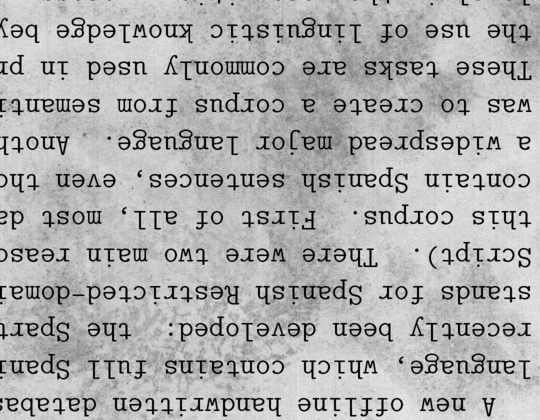 A new offline handwritten databas
language, which contains full Spani
recently been developed: the Spart
stands for Spanish Restricted-domai
Script). There were two main reaso
this corpus. First of all, most da
contain Spanish sentences, even tho
a widespread major language. Anoth
was to create a corpus from semanti
These tasks are commonly used in pr
the use of linguistic knowledge bey